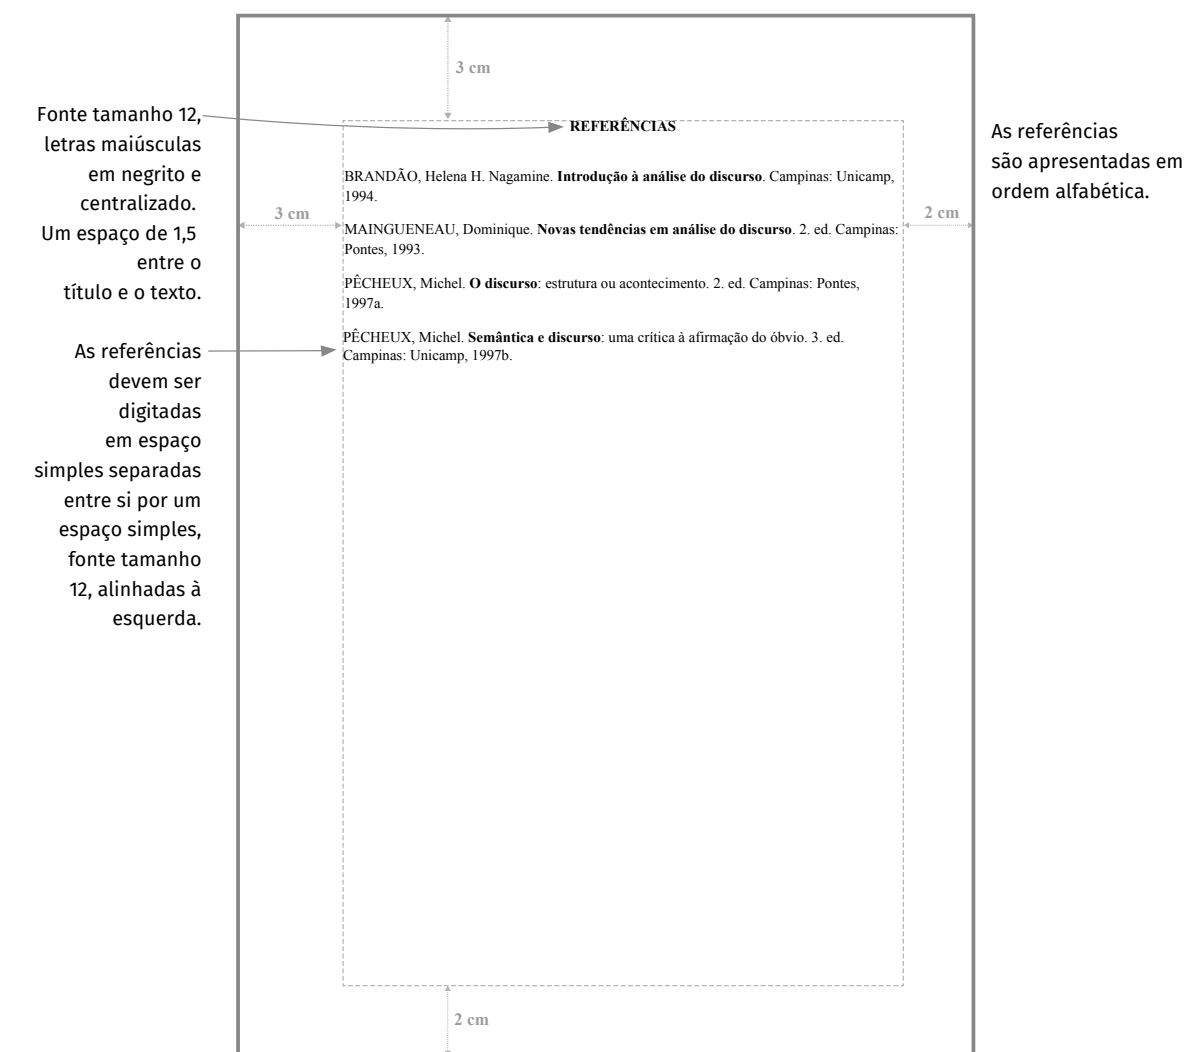 3 cm
Fonte tamanho 12,
letras maiúsculas
em negrito e
centralizado.
Um espaço de 1,5
entre o
título e o texto.
REFERÊNCIAS
As referências
são apresentadas em
ordem alfabética.
BRANDÃO, Helena H. Nagamine. Introdução à análise do discurso. Campinas: Unicamp,
1994.
3 cm
2 cm
MAINGUENEAU, Dominique. Novas tendências em análise do discurso. 2. ed. Campinas:
Pontes, 1993.
PÊCHEUX, Michel. O discurso: estrutura ou acontecimento. 2. ed. Campinas: Pontes,
1997a.
PÊCHEUX, Michel. Semântica e discurso: uma crítica à afirmação do óbvio. 3. ed.
Campinas: Unicamp, 1997b.
As referências
devem ser
digitadas
em espaço
simples separadas
entre si por um
espaço simples,
fonte tamanho
12, alinhadas à
esquerda.
2 cm